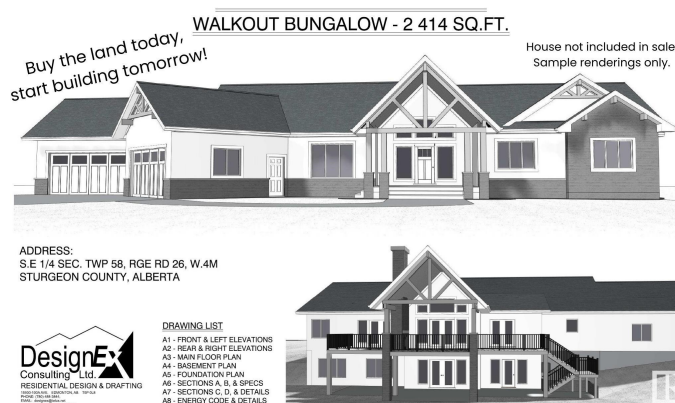 WALKOUT BUNGALOW - 2 414 SQ.FT.
Buy the land today,
start building tomorrow!
House not included in sale
Sample renderings only.
ADDRESS:
S.E 1/4 SEC. TWP 58, RGE RD 26, W.4M
STURGEON COUNTY, ALBERTA
DRAWING LIST
A1 - FRONT & LEFT ELEVATIONS
A2 - REAR & RIGHT ELEVATIONS
A3 - MAIN FLOOR PLAN
A4 - BASEMENT PLAN
A5 - FOUNDATION PLAN
A6 - SECTIONS A, B, & SPECS
A7 - SECTIONS C, D, & DETAILS
A8 - ENERGY CODE & DETAILS
DesignEx
Consulting Ltd.
RESIDENTIAL DESIGN & DRAFTING